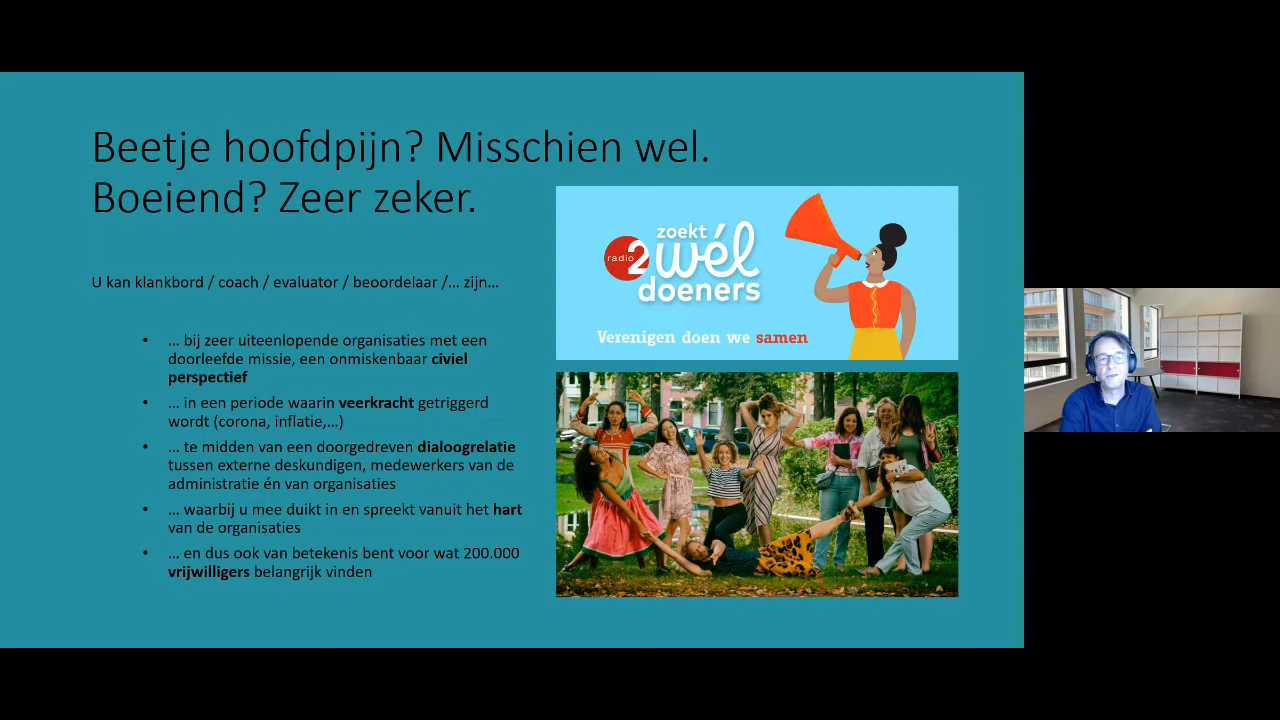 Beetje hoofdpijn? Misschien wel.
Boeiend? Zeer zeker.
U kan klankbord / coach / evaluator / beoordelaar /... zijn...
• ... bij zeer uiteenlopende organisaties met een
doorleefde missie, een onmiskenbaar civiel
perspectief
• ... in een periode waarin veerkracht getriggerd
wordt (corona, inflatie,...)
• ... te midden van een doorgedreven dialoogrelatie
tussen externe deskundigen, medewerkers van de
administratie én van organisaties
• ... waarbij u mee duikt in en spreekt vanuit het hart
van de organisaties
• ... en dus ook van betekenis bent voor wat 200.000
vrijwilligers belangrijk vinden
radio 2
zoekt
wél
doeners
Verenigen doen we samen